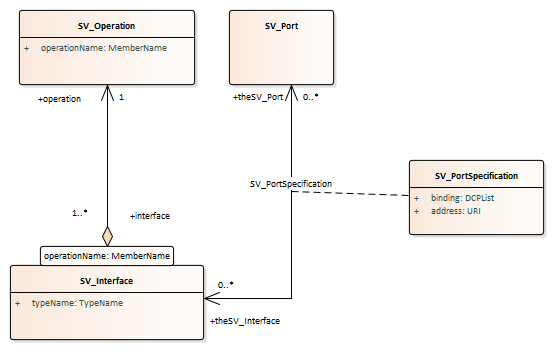 SV_Operation
+ operationName: MemberName
SV_Port
+operation
1
+theSV_Port
0..*
SV_PortSpecification
SV_PortSpecification
+ binding: DCPList
+ address: URI
1..*
+interface
operationName: MemberName
SV_Interface
+ typeName: TypeName
0..*
+theSV_Interface